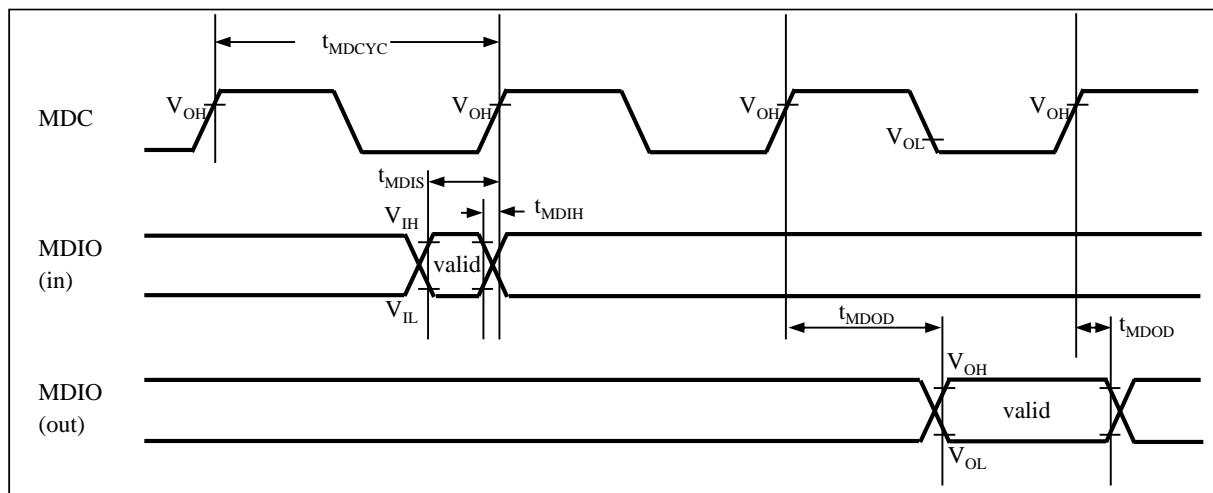 tMDCYC
MDC
VOH
VOH
VOH
VOL
VOH
tMDIS
tMDIH
VIH
MDIO
(in)
valid
VIL
tMDOD
tMDOD
MDIO
(out)
VOH
valid
VOL